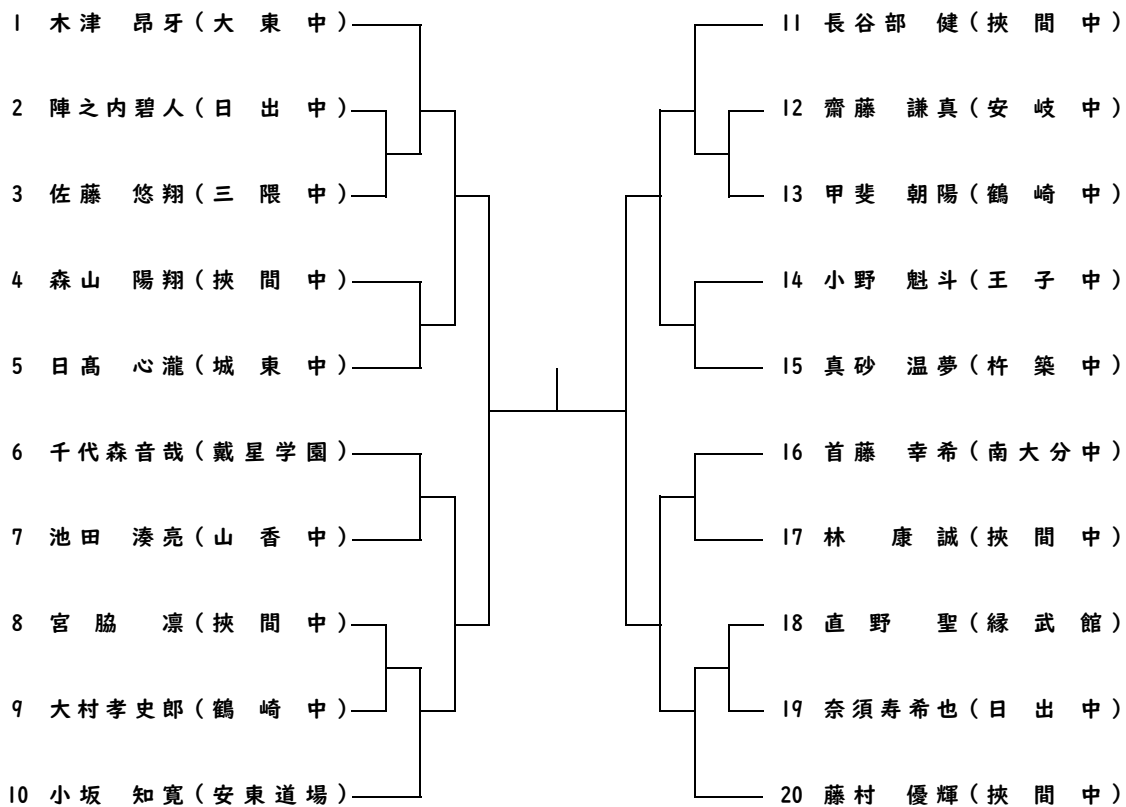 1 木津 昂牙(大東中)
2 陣之内碧人(日出中)
3 佐藤 悠翔(三隈中)
4 森山 陽翔(挾間中)
5 日髙 心瀧(城東中)
6 千代森音哉(戴星学園)
7 池田 湊亮(山香中)
8 宮脇 凛(挾間中)
9 大村孝史郎(鶴崎中)
10 小坂 知寛(安東道場)
11 長谷部 健(挾間中)
12 齋藤 謙真(安岐中)
13 甲斐 朝陽(鶴崎中)
14 小野 魁斗(王子中)
15 真砂 温夢(杵築中)
16 首藤 幸希(南大分中)
17 林 康誠(挾間中)
18 直野 聖(縁武館)
19 奈須寿希也(日出中)
20 藤村 優輝(挾間中)